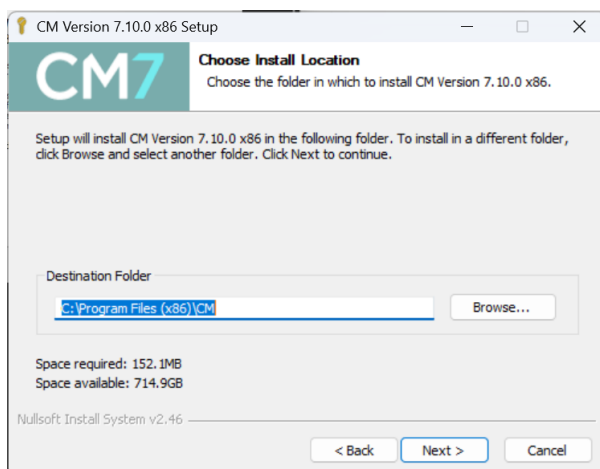 CM Version 7.10.0 x86 Setup
CM7
Choose Install Location
Choose the folder in which to install CM Version 7.10.0 x86.
Setup will install CM Version 7.10.0 x86 in the following folder. To install in a different folder,
click Browse and select another folder. Click Next to continue.
Destination Folder
C:\Program Files (x86)\CM
Browse...
Space required: 152.1MB
Space available: 714.9GB
Nullsoft Install System v2.46
< Back
Next >
Cancel